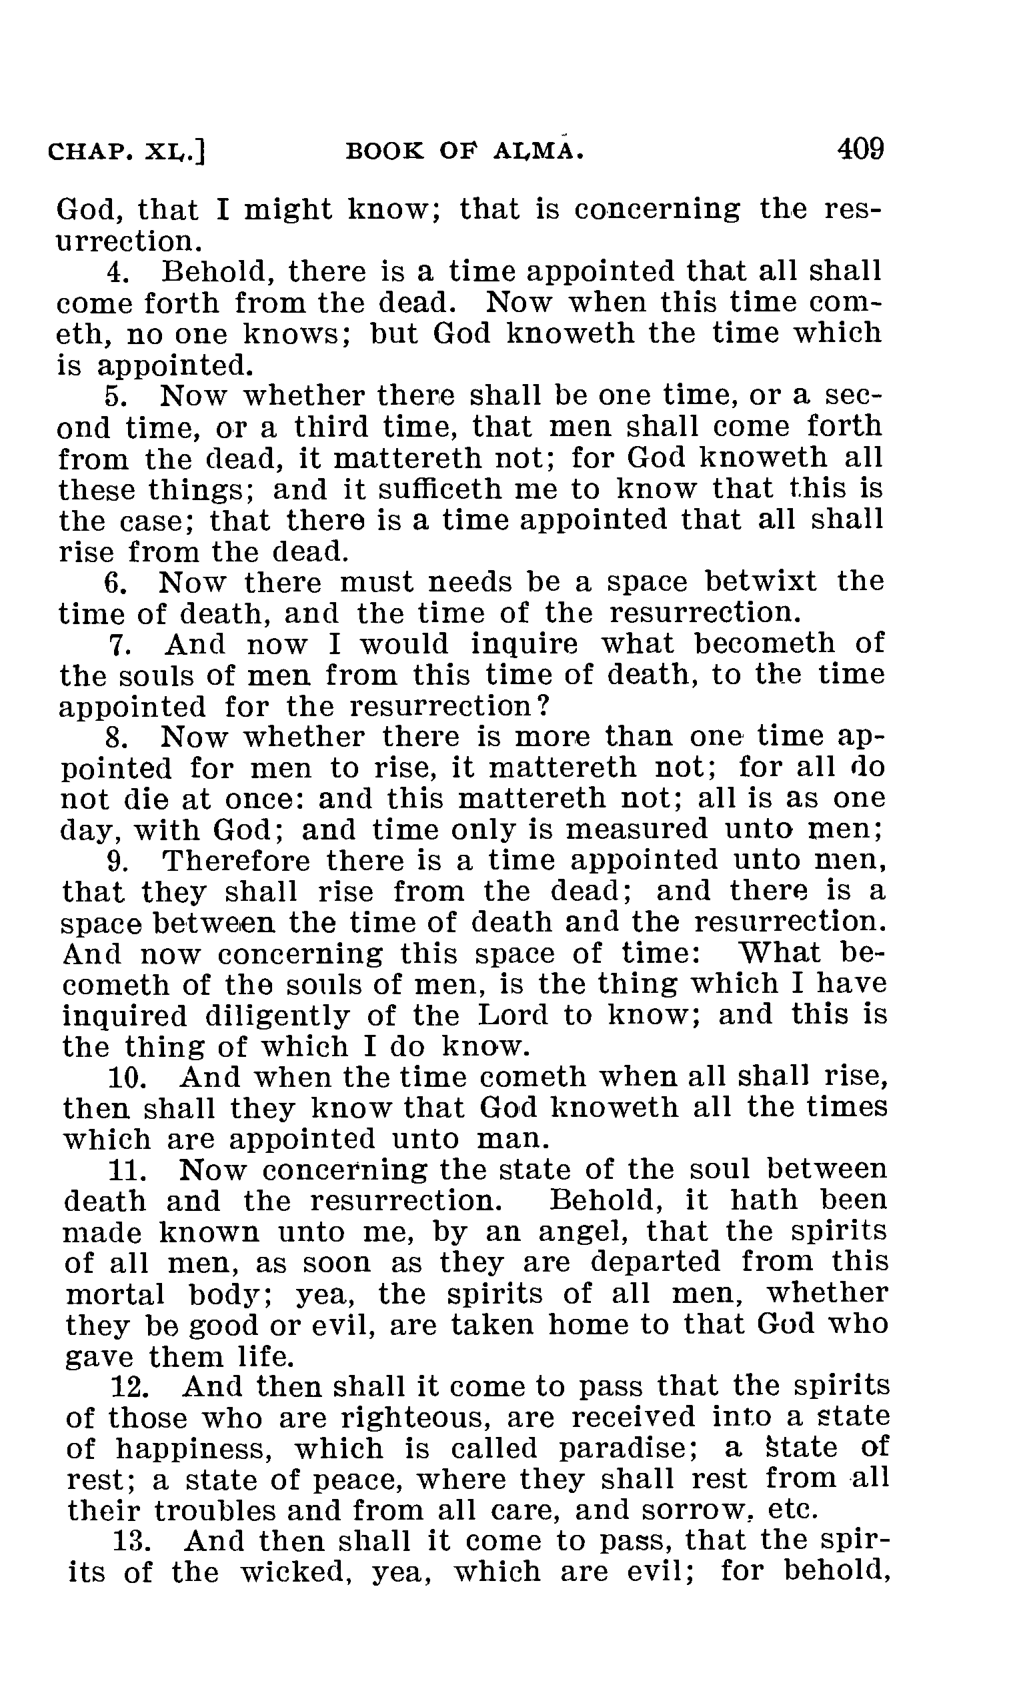 CHAP. XL.] BOOK OF ALMA. 409
God, that I might know; that is concerning the res-
urrection.
4. Behold, there is a time appointed that all shall
come forth from the dead. Now when this time com-
eth, no one knows; but God knoweth the time which
is appointed.
5. Now whether there shall be one time, or a sec-
ond time, or a third time, that men shall come forth
from the dead, it mattereth not; for God knoweth all
these things; and it sufficeth me to know that this is
the case; that there is a time appointed that all shall
rise from the dead.
6. Now there must needs be a space betwixt the
time of death, and the time of the resurrection.
7. And now I would inquire what becometh of
the souls of men from this time of death, to the time
appointed for the resurrection?
8. Now whether there is more than one time ap-
pointed for men to rise, it mattereth not; for all do
not die at once: and this mattereth not; all is as one
day, with God; and time only is measured unto men;
9. Therefore there is a time appointed unto men,
that they shall rise from the dead; and there is a
space between the time of death and the resurrection.
And now concerning this space of time: What be-
cometh of the souls of men, is the thing which I have
inquired diligently of the Lord to know; and this is
the thing of which I do know.
10. And when the time cometh when all shall rise,
then shall they know that God knoweth all the times
which are appointed unto man.
11. Now concerning the state of the soul between
death and the resurrection. Behold, it hath been
made known unto me, by an angel, that the spirits
of all men, as soon as they are departed from this
mortal body; yea, the spirits of all men, whether
they be good or evil, are taken home to that God who
gave them life.
12. And then shall it come to pass that the spirits
of those who are righteous, are received into a state
of happiness, which is called paradise; a state of
rest; a state of peace, where they shall rest from all
their troubles and from all care, and sorrow, etc.
13. And then shall it come to pass, that the spir-
its of the wicked, yea, which are evil; for behold,